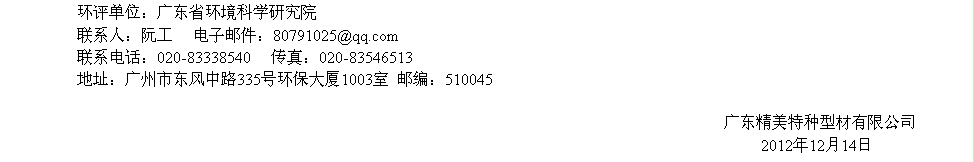 环评单位：广东省环境科学研究院
联系人：阮工 电子邮件：80791025@qq.com
联系电话：020-83338540 传真：020-83546513
地址：广州市东风中路335号环保大厦1003室 邮编：510045
广东精美特种型材有限公司
2012年12月14日